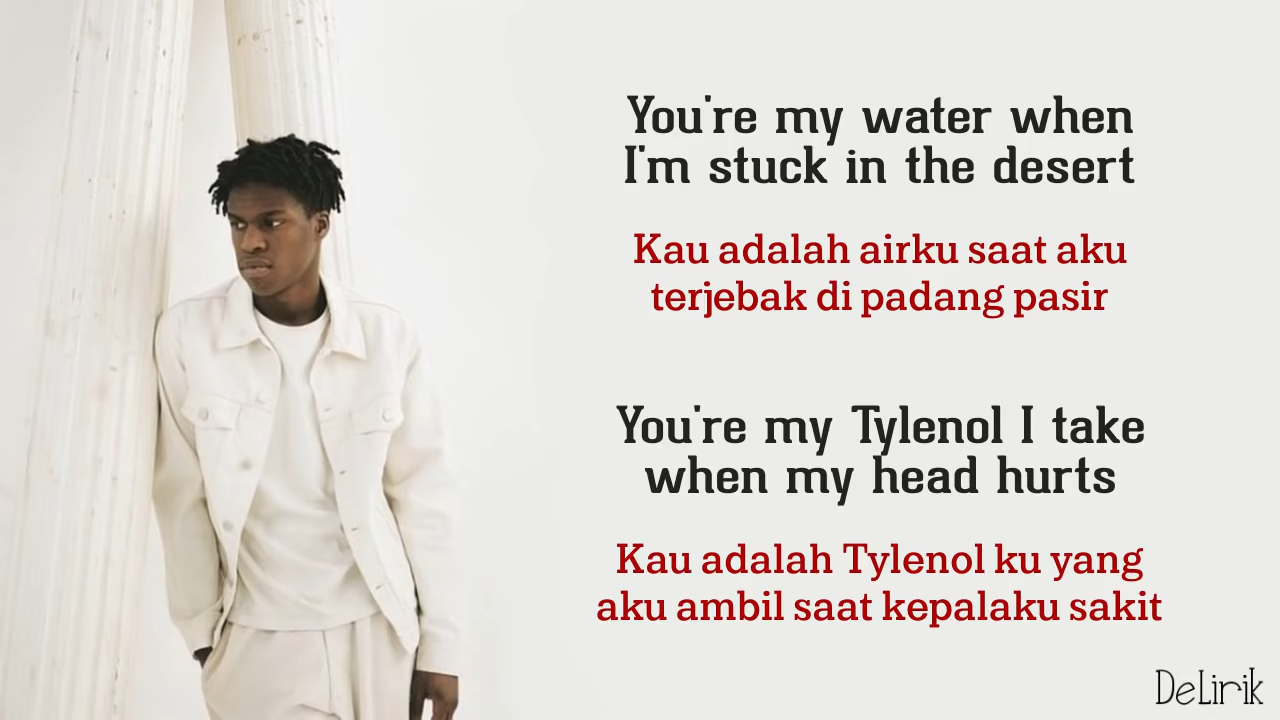 You're my water when
I'm stuck in the desert
Kau adalah airku saat aku
terjebak di padang pasir
You're my Tylenol I take
when my head hurts
Kau adalah Tylenol ku yang
aku ambil saat kepalaku sakit
DeLirik